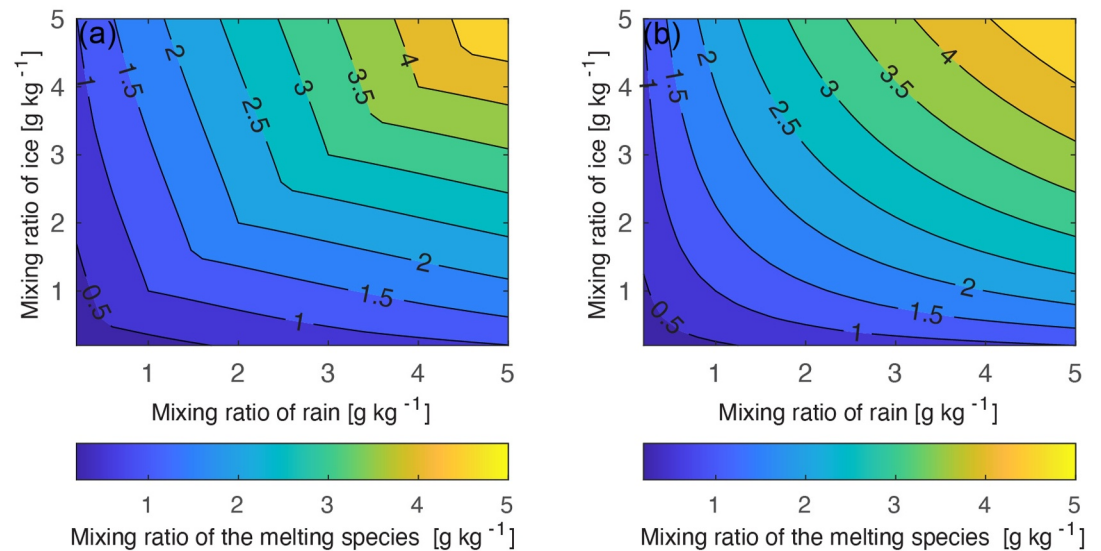 (a)
5
4
3
2
1
Mixing ratio of ice [g kg -1]
1
1.5
2
2.5
3
3.5
4
0.5
1
1.5
2
1 2 3 4 5
Mixing ratio of rain [g kg -1]
1 2 3 4 5
Mixing ratio of the melting species [g kg -1]
(b)
5
4
3
2
1
Mixing ratio of ice [g kg -1]
1
1.5
2
2.5
3
3.5
4
0.5
1
1.5
2
1 2 3 4 5
Mixing ratio of rain [g kg -1]
1 2 3 4 5
Mixing ratio of the melting species [g kg -1]